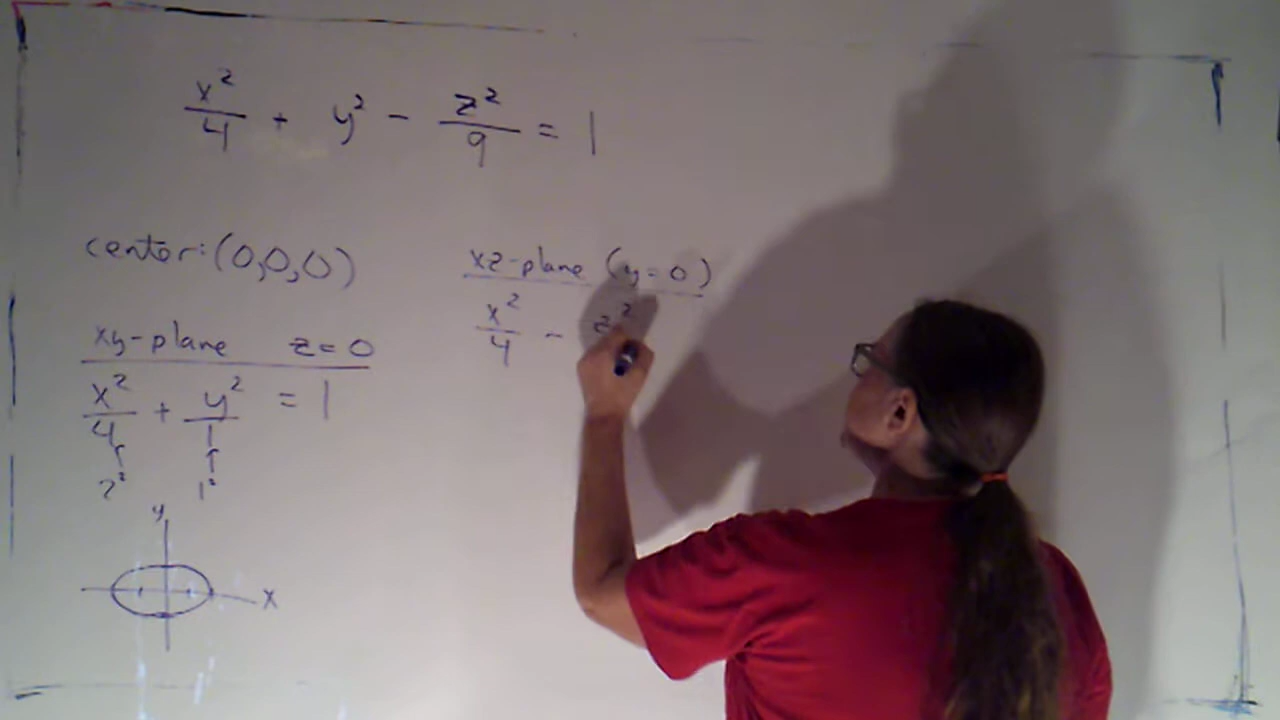 x²/4 + y² - z²/9 = 1
center: (0,0,0)
xy-plane z=0
x²/4 + y²/1 = 1
2² 1²
y
x
xz-plane (y=0)
x²/4 - z²